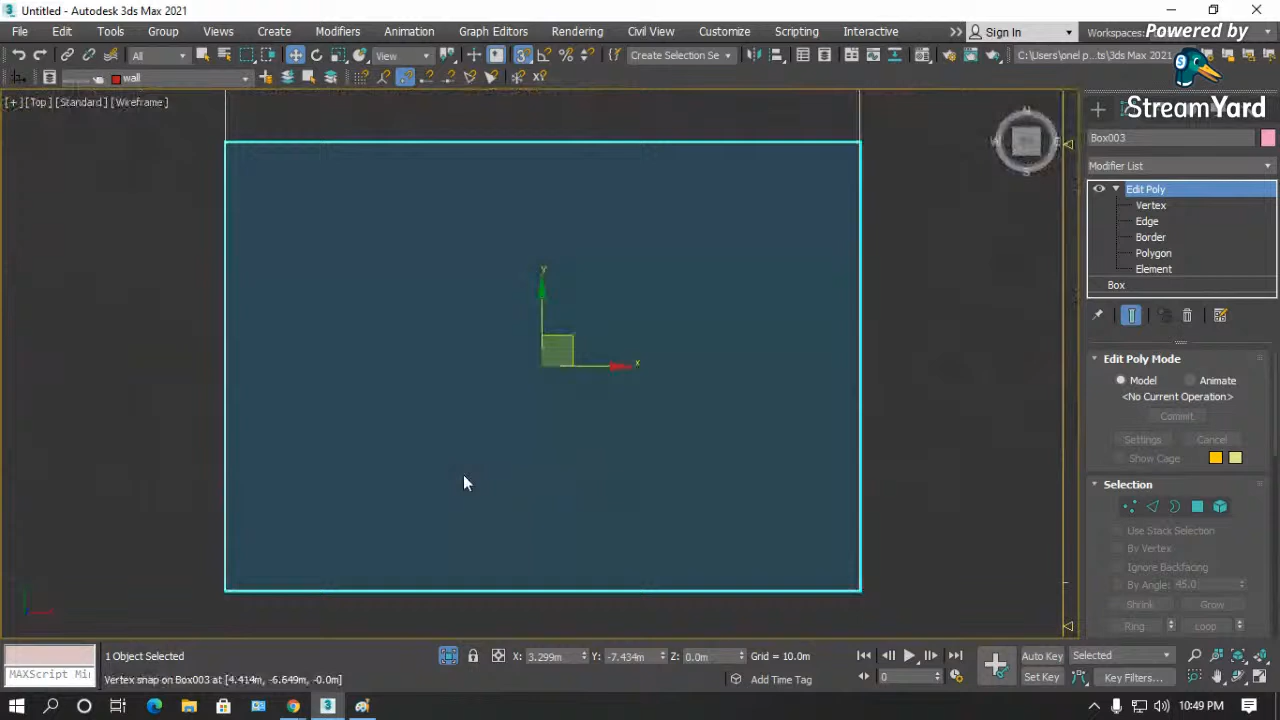 Untitled - Autodesk 3ds Max 2021
File Edit Tools Group Views Create Modifiers Animation Graph Editors Rendering Civil View Customize Scripting Interactive Sign In Workspaces:
Powered by
StreamYard
All View Create Selection Se
wall
[+] [Top] [Standard] [Wireframe]
Box003
Modifier List
Edit Poly
Vertex
Edge
Border
Polygon
Element
Box
y
x
Edit Poly Mode
Model Animate
<No Current Operation>
Commit
Settings Cancel
Show Cage
Selection
Use Stack Selection
By Vertex
Ignore Backfacing
By Angle: 45.0
Shrink Grow
Ring Loop
1 Object Selected X: 3.299m Y: -7.434m Z: 0.0m Grid = 10.0m Auto Key Selected
MAXScript Mi Vertex snap on Box003 at [4.414m, -6.649m, -0.0m] Add Time Tag 0 Set Key Key Filters...
10:49 PM